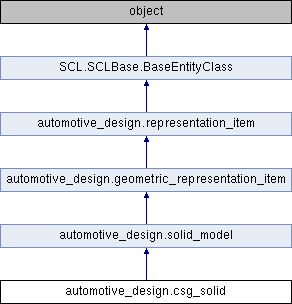 object
SCL.SCLBase.BaseEntityClass
automotive_design.representation_item
automotive_design.geometric_representation_item
automotive_design.solid_model
automotive_design.csg_solid